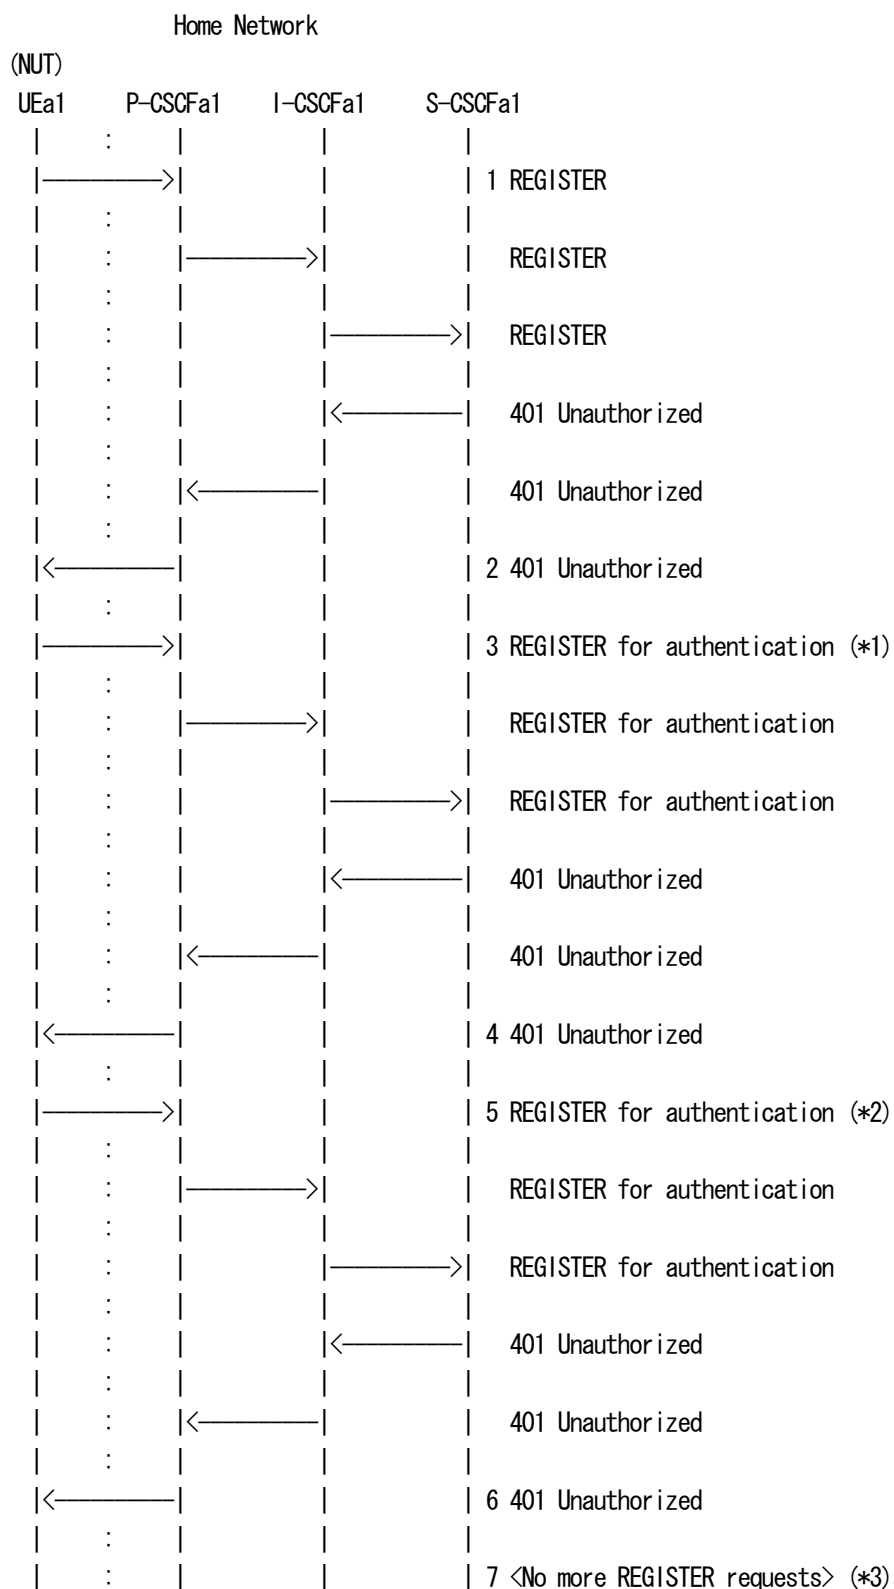 Home Network
(NUT)
UEa1 P-CSCFa1 I-CSCFa1 S-CSCFa1
| : | | |
|---------->| | | 1 REGISTER
| : | | |
| : |---------->| | REGISTER
| : | | |
| : | |---------->| REGISTER
| : | | |
| : | |<----------| 401 Unauthorized
| : | | |
| : |<----------| | 401 Unauthorized
| : | | |
|<----------| | | 2 401 Unauthorized
| : | | |
|---------->| | | 3 REGISTER for authentication (*1)
| : | | |
| : |---------->| | REGISTER for authentication
| : | | |
| : | |---------->| REGISTER for authentication
| : | | |
| : | |<----------| 401 Unauthorized
| : | | |
| : |<----------| | 401 Unauthorized
| : | | |
|<----------| | | 4 401 Unauthorized
| : | | |
|---------->| | | 5 REGISTER for authentication (*2)
| : | | |
| : |---------->| | REGISTER for authentication
| : | | |
| : | |---------->| REGISTER for authentication
| : | | |
| : | |<----------| 401 Unauthorized
| : | | |
| : |<----------| | 401 Unauthorized
| : | | |
|<----------| | | 6 401 Unauthorized
| : | | |
| : | | | 7 <No more REGISTER requests> (*3)